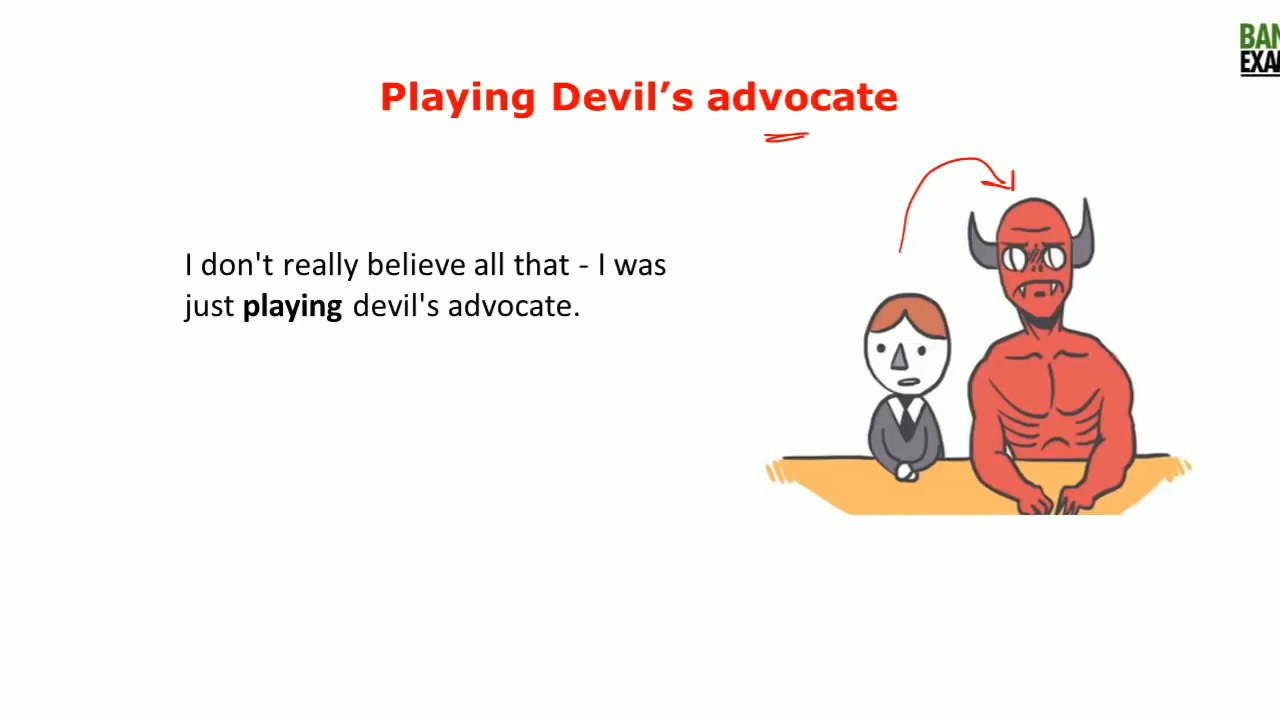 Playing Devil’s advocate
I don't really believe all that - I was
just playing devil's advocate.